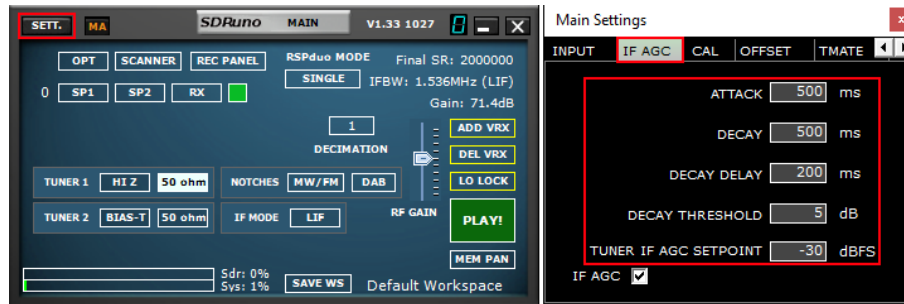 SETT. MA SDRuno MAIN V1.33 1027
OPT SCANNER REC PANEL RSPduo MODE Final SR: 2000000
SINGLE IFBW: 1.536MHz (LIF)
0 SP1 SP2 RX Gain: 71.4dB
1 ADD VRX
DECIMATION DEL VRX
TUNER 1 HI Z 50 ohm NOTCHES MW/FM DAB LO LOCK
TUNER 2 BIAS-T 50 ohm IF MODE LIF RF GAIN PLAY!
MEM PAN
Sdr: 0%
Sys: 1% SAVE WS Default Workspace
Main Settings x
INPUT IF AGC CAL OFFSET TMATE
ATTACK 500 ms
DECAY 500 ms
DECAY DELAY 200 ms
DECAY THRESHOLD 5 dB
TUNER IF AGC SETPOINT -30 dBFS
IF AGC